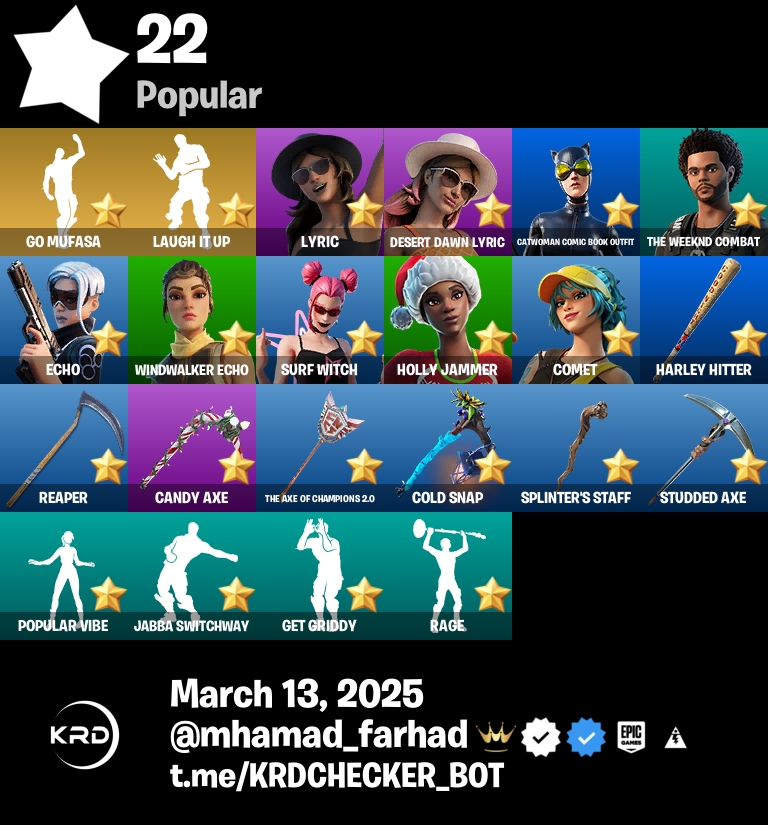 22
Popular
GO MUFASA
LAUGH IT UP
LYRIC
DESERT DAWN LYRIC
CATWOMAN COMIC BOOK OUTFIT
THE WEEKND COMBAT
ECHO
WINDWALKER ECHO
SURF WITCH
HOLLY JAMMER
COMET
HARLEY HITTER
REAPER
CANDY AXE
THE AXE OF CHAMPIONS 2.0
COLD SNAP
SPLINTER'S STAFF
STUDDED AXE
POPULAR VIBE
JABBA SWITCHWAY
GET GRIDDY
RAGE
KRD
March 13, 2025
@mhamad_farhad
EPIC
GAMES
t.me/KRDCHECKER_BOT